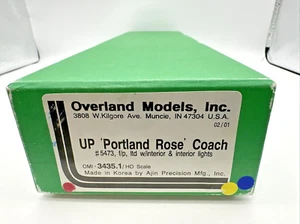 Overland Models, Inc.
3808 W.Kilgore Ave. Muncie, IN 47304 U.S.A.
02/01
UP 'Portland Rose' Coach
#5473, f/p, ltd w/interior & interior lights
OMI-3435.1/HO Scale
Made in Korea by Ajin Precision Mfg., Inc.